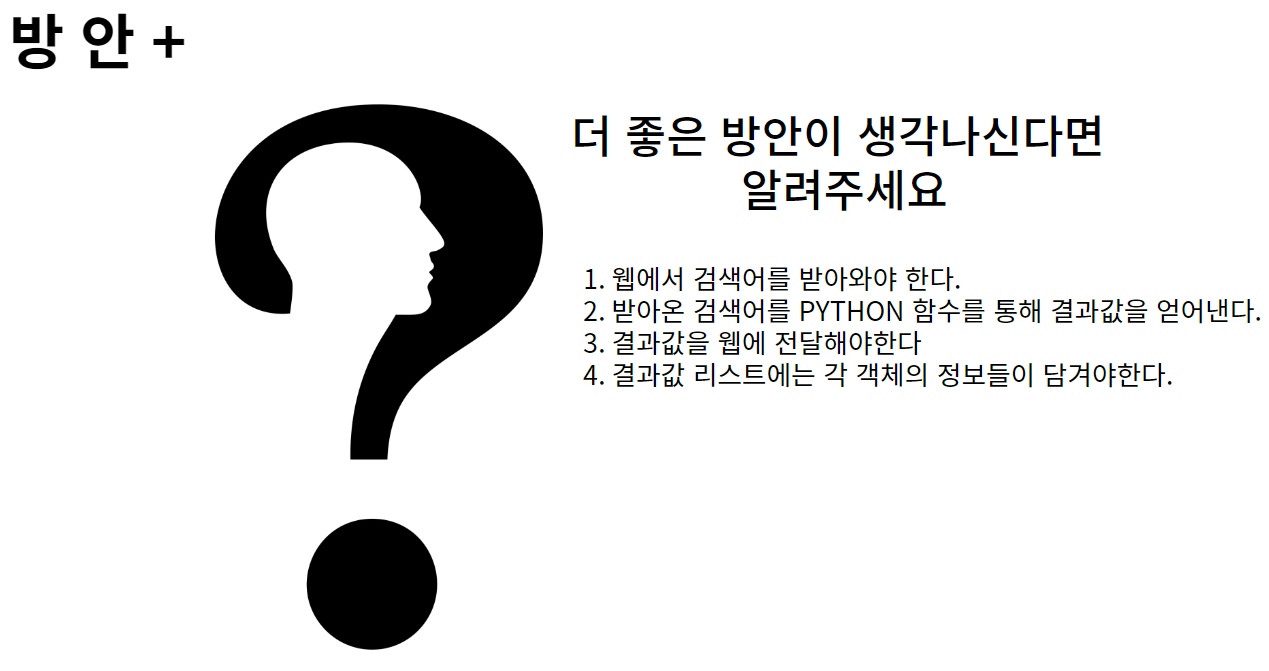 방 안 +
더 좋은 방안이 생각나신다면
알려주세요
1. 웹에서 검색어를 받아와야 한다.
2. 받아온 검색어를 PYTHON 함수를 통해 결과값을 얻어낸다.
3. 결과값을 웹에 전달해야한다
4. 결과값 리스트에는 각 객체의 정보들이 담겨야한다.